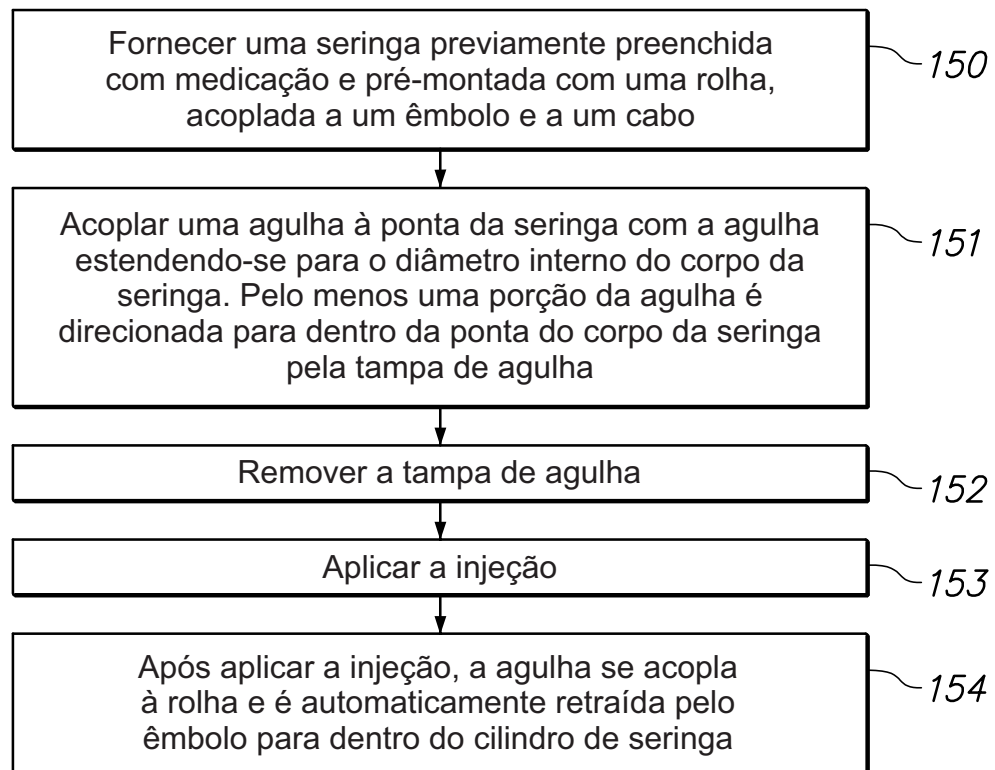 Fornecer uma seringa previamente preenchida
com medicação e pré-montada com uma rolha,
acoplada a um êmbolo e a um cabo
150
Acoplar uma agulha à ponta da seringa com a agulha
estendendo-se para o diâmetro interno do corpo da
seringa. Pelo menos uma porção da agulha é
direcionada para dentro da ponta do corpo da seringa
pela tampa de agulha
151
Remover a tampa de agulha
152
Aplicar a injeção
153
Após aplicar a injeção, a agulha se acopla
à rolha e é automaticamente retraída pelo
êmbolo para dentro do cilindro de seringa
154